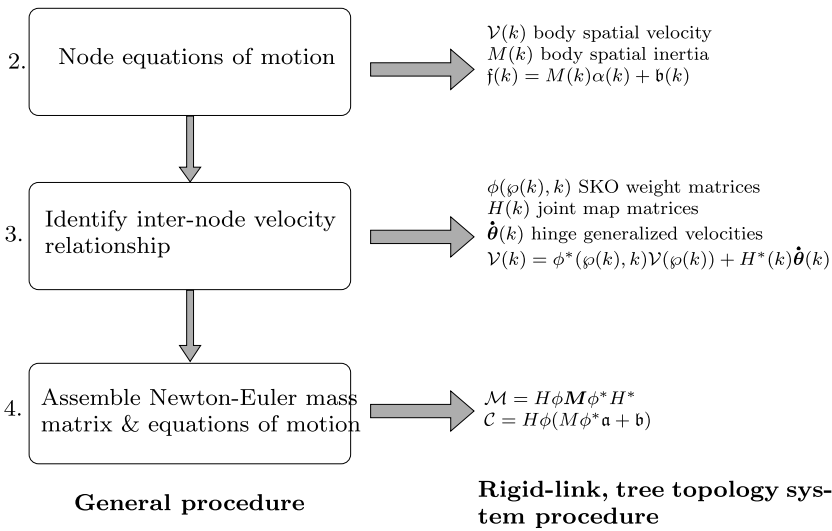 2.
Node equations of motion
𝒱(k) body spatial velocity
M(k) body spatial inertia
𝔣(k) = M(k)α(k) + 𝔟(k)
3.
Identify inter-node velocity
relationship
ϕ(℘(k), k) SKO weight matrices
H(k) joint map matrices
θ̇(k) hinge generalized velocities
𝒱(k) = ϕ*(℘(k), k)𝒱(℘(k)) + H*(k)θ̇(k)
4.
Assemble Newton-Euler mass
matrix & equations of motion
ℳ = HϕMϕ*H*
𝒞 = Hϕ(Mϕ*𝔞 + 𝔟)
General procedure
Rigid-link, tree topology sys-
tem procedure